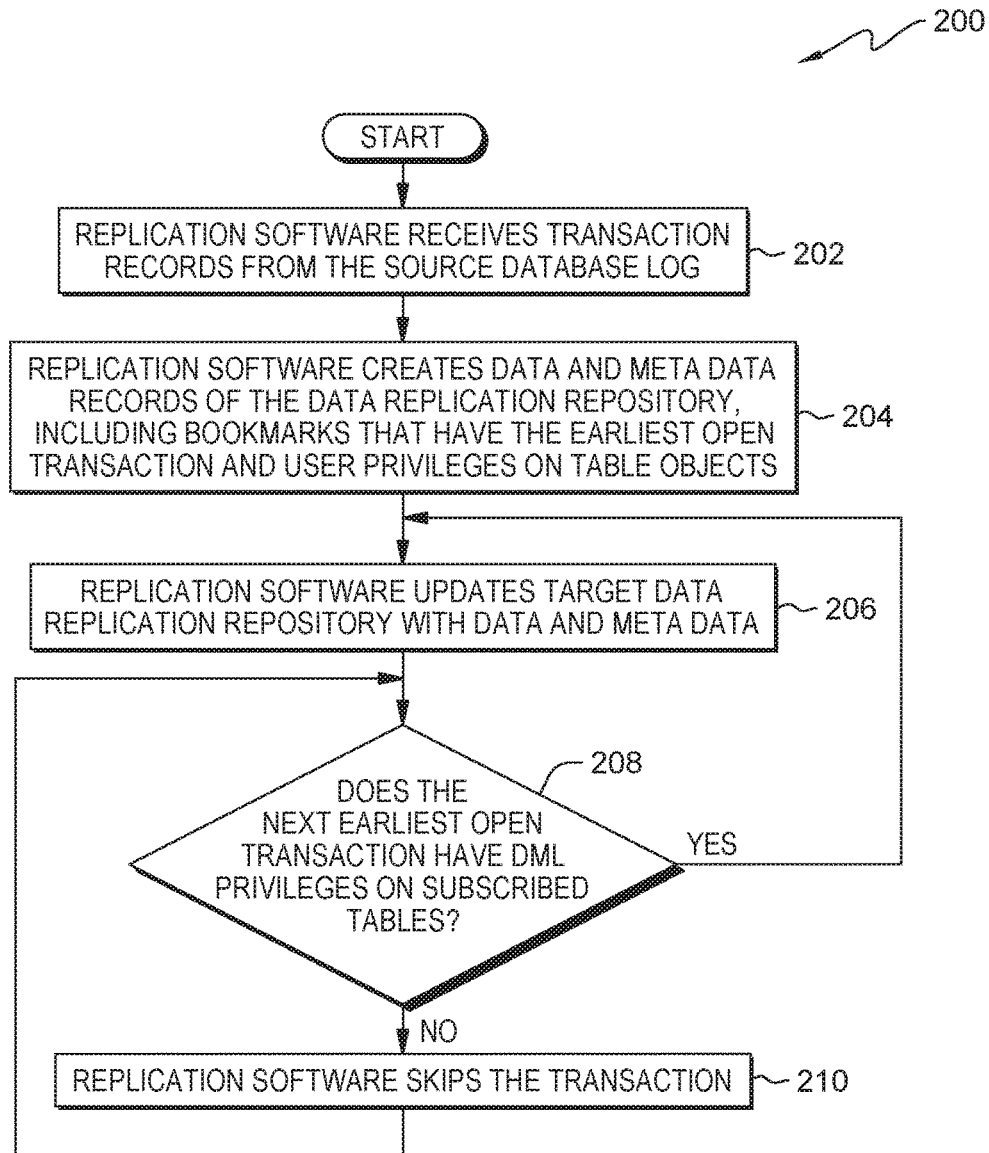 200
START
REPLICATION SOFTWARE RECEIVES TRANSACTION
RECORDS FROM THE SOURCE DATABASE LOG
202
REPLICATION SOFTWARE CREATES DATA AND META DATA
RECORDS OF THE DATA REPLICATION REPOSITORY,
INCLUDING BOOKMARKS THAT HAVE THE EARLIEST OPEN
TRANSACTION AND USER PRIVILEGES ON TABLE OBJECTS
204
REPLICATION SOFTWARE UPDATES TARGET DATA
REPLICATION REPOSITORY WITH DATA AND META DATA
206
208
DOES THE
NEXT EARLIEST OPEN
TRANSACTION HAVE DML
PRIVILEGES ON SUBSCRIBED
TABLES?
YES
NO
REPLICATION SOFTWARE SKIPS THE TRANSACTION
210